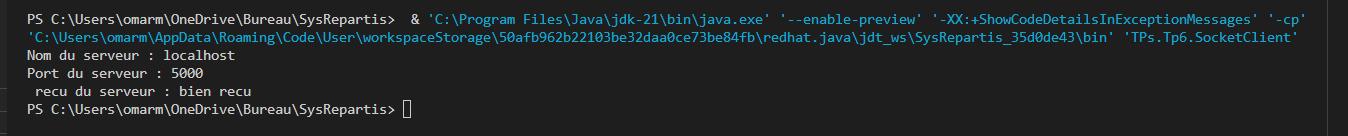 PS C:\Users\omarm\OneDrive\Bureau\SysRepartis>  & 'C:\Program Files\Java\jdk-21\bin\java.exe' '--enable-preview' '-XX:+ShowCodeDetailsInExceptionMessages' '-cp'
'C:\Users\omarm\AppData\Roaming\Code\User\workspaceStorage\50afb962b22103be32daa0ce73be84fb\redhat.java\jdt_ws\SysRepartis_35d0de43\bin' 'TPs.Tp6.SocketClient'
Nom du serveur : localhost
Port du serveur : 5000
 recu du serveur : bien recu
PS C:\Users\omarm\OneDrive\Bureau\SysRepartis>